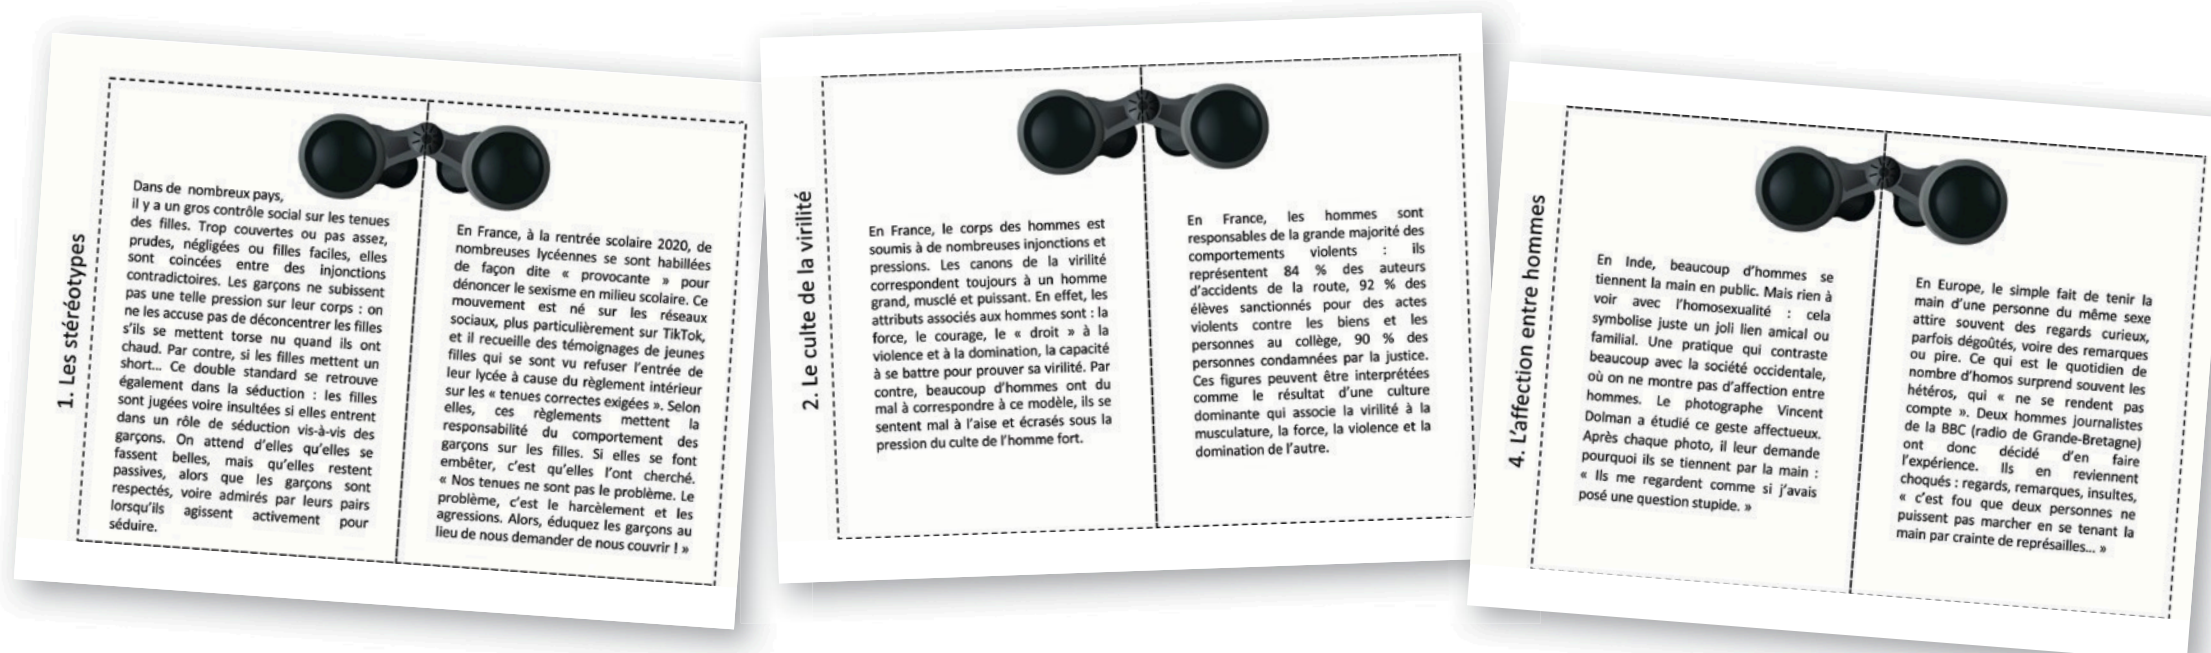 1. Les stéréotypes
Dans de nombreux pays,
il y a un gros contrôle social sur les tenues
des filles. Trop couvertes ou pas assez,
prudes, négligées ou filles faciles, elles
sont coincées entre des injonctions
contradictoires. Les garçons ne subissent
pas une telle pression sur leur corps : on
ne les accuse pas de déconcentrer les filles
s'ils se mettent torse nu quand ils ont
chaud. Par contre, si les filles mettent un
short... Ce double standard se retrouve
également dans la séduction : les filles
sont jugées voire insultées si elles entrent
dans un rôle de séduction vis-à-vis des
garçons. On attend d'elles qu'elles se
fassent belles, mais qu'elles restent
passives, alors que les garçons sont
respectés, voire admirés par leurs pairs
lorsqu'ils agissent activement pour
séduire.
En France, à la rentrée scolaire 2020, de
nombreuses lycéennes se sont habillées
de façon dite « provocante » pour
dénoncer le sexisme en milieu scolaire. Ce
mouvement est né sur les réseaux
sociaux, plus particulièrement sur TikTok,
et il recueille des témoignages de jeunes
filles qui se sont vu refuser l'entrée de
leur lycée à cause du règlement intérieur
sur les « tenues correctes exigées ». Selon
elles, ces règlements mettent la
responsabilité du comportement des
garçons sur les filles. Si elles se font
embêter, c'est qu'elles l'ont cherché.
« Nos tenues ne sont pas le problème. Le
problème, c'est le harcèlement et les
agressions. Alors, éduquez les garçons au
lieu de nous demander de nous couvrir ! »
2. Le culte de la virilité
En France, le corps des hommes est
soumis à de nombreuses injonctions et
pressions. Les canons de la virilité
correspondent toujours à un homme
grand, musclé et puissant. En effet, les
attributs associés aux hommes sont : la
force, le courage, le « droit » à la
violence et à la domination, la capacité
à se battre pour prouver sa virilité. Par
contre, beaucoup d'hommes ont du
mal à correspondre à ce modèle, ils se
sentent mal à l'aise et écrasés sous la
pression du culte de l'homme fort.
En France, les hommes sont
responsables de la grande majorité des
comportements violents : ils
représentent 84 % des auteurs
d'accidents de la route, 92 % des
élèves sanctionnés pour des actes
violents contre les biens et les
personnes au collège, 90 % des
personnes condamnées par la justice.
Ces figures peuvent être interprétées
comme le résultat d'une culture
dominante qui associe la virilité à la
musculature, la force, la violence et la
domination de l'autre.
4. L'affection entre hommes
En Inde, beaucoup d'hommes se
tiennent la main en public. Mais rien à
voir avec l'homosexualité : cela
symbolise juste un joli lien amical ou
familial. Une pratique qui contraste
beaucoup avec la société occidentale,
où on ne montre pas d'affection entre
hommes. Le photographe Vincent
Dolman a étudié ce geste affectueux.
Après chaque photo, il leur demande
pourquoi ils se tiennent par la main :
« Ils me regardent comme si j'avais
posé une question stupide. »
En Europe, le simple fait de tenir la
main d'une personne du même sexe
attire souvent des regards curieux,
parfois dégoûtés, voire des remarques
ou pire. Ce qui est le quotidien de
nombre d'homos surprend souvent les
hétéros, qui « ne se rendent pas
compte ». Deux hommes journalistes
de la BBC (radio de Grande-Bretagne)
ont donc décidé d'en faire
l'expérience. Ils en reviennent
choqués : regards, remarques, insultes,
« c'est fou que deux personnes ne
puissent pas marcher en se tenant la
main par crainte de représailles... »